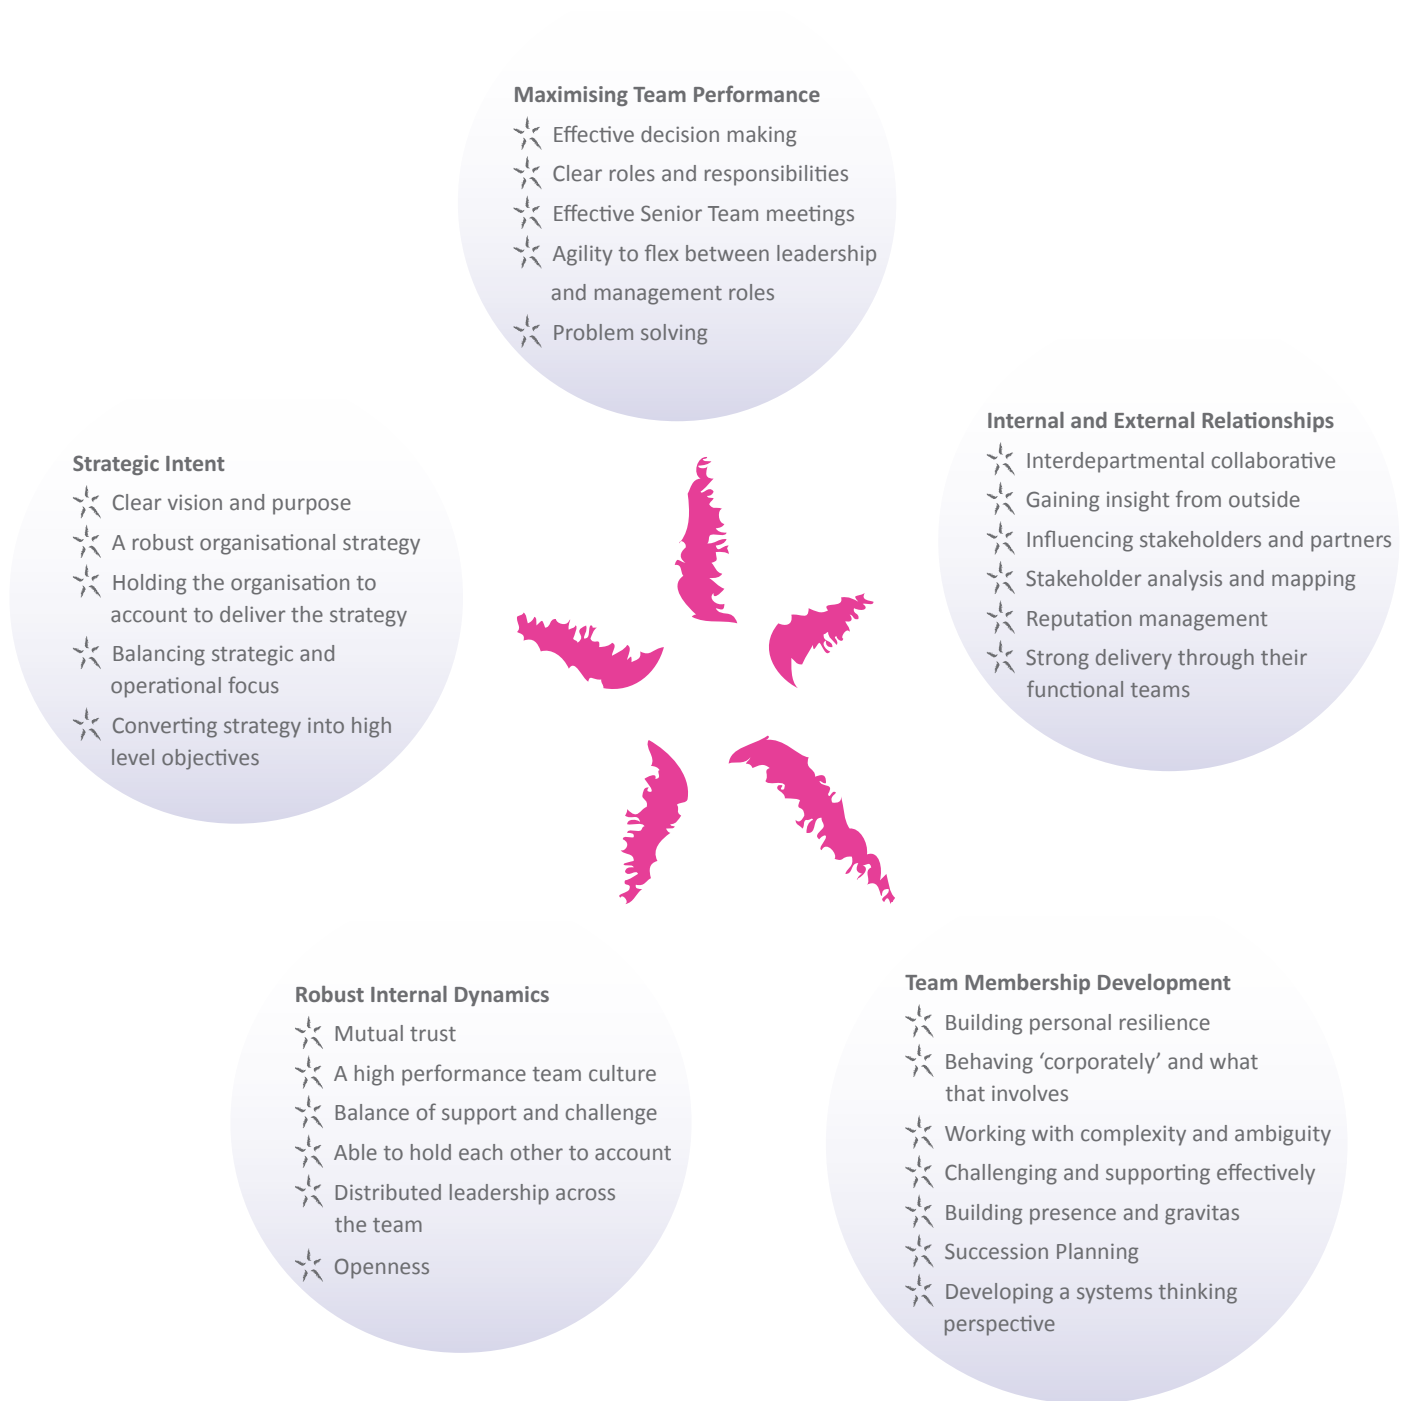 Maximising Team Performance
Effective decision making
Clear roles and responsibilities
Effective Senior Team meetings
Agility to flex between leadership
and management roles
Problem solving
Internal and External Relationships
Interdepartmental collaborative
Gaining insight from outside
Influencing stakeholders and partners
Stakeholder analysis and mapping
Reputation management
Strong delivery through their
functional teams
Strategic Intent
Clear vision and purpose
A robust organisational strategy
Holding the organisation to
account to deliver the strategy
Balancing strategic and
operational focus
Converting strategy into high
level objectives
Team Membership Development
Building personal resilience
Behaving ‘corporately’ and what
that involves
Working with complexity and ambiguity
Challenging and supporting effectively
Building presence and gravitas
Succession Planning
Developing a systems thinking
perspective
Robust Internal Dynamics
Mutual trust
A high performance team culture
Balance of support and challenge
Able to hold each other to account
Distributed leadership across
the team
Openness